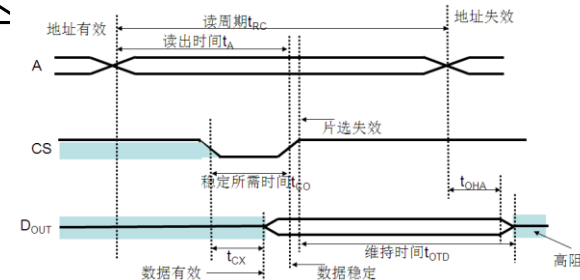 地址有效
读周期tRC
地址失效
读出时间tA
A
片选失效
CS
稳定所需时间tCO
tOHA
DOUT
tCX
维持时间tOTD
高阻
数据有效
数据稳定